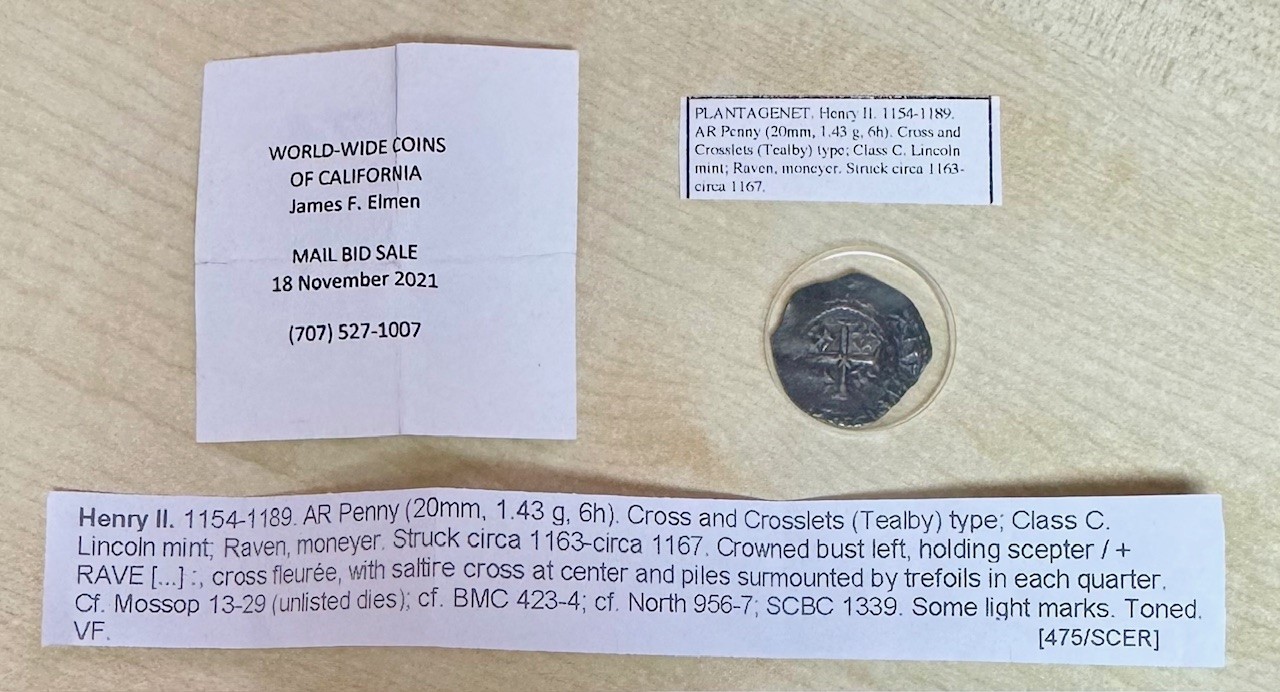 WORLD-WIDE COINS
OF CALIFORNIA
James F. Elmen
MAIL BID SALE
18 November 2021
(707) 527-1007
PLANTAGENET. Henry II. 1154-1189.
AR Penny (20mm, 1.43 g, 6h). Cross and
Crosslets (Tealby) type; Class C. Lincoln
mint; Raven, moneyer. Struck circa 1163-
circa 1167.
Henry II. 1154-1189. AR Penny (20mm, 1.43 g, 6h). Cross and Crosslets (Tealby) type; Class C.
Lincoln mint; Raven, moneyer. Struck circa 1163-circa 1167. Crowned bust left, holding scepter / +
RAVE [...] :, cross fleurée, with saltire cross at center and piles surmounted by trefoils in each quarter.
Cf. Mossop 13-29 (unlisted dies); cf. BMC 423-4; cf. North 956-7; SCBC 1339. Some light marks. Toned.
VF. [475/SCER]